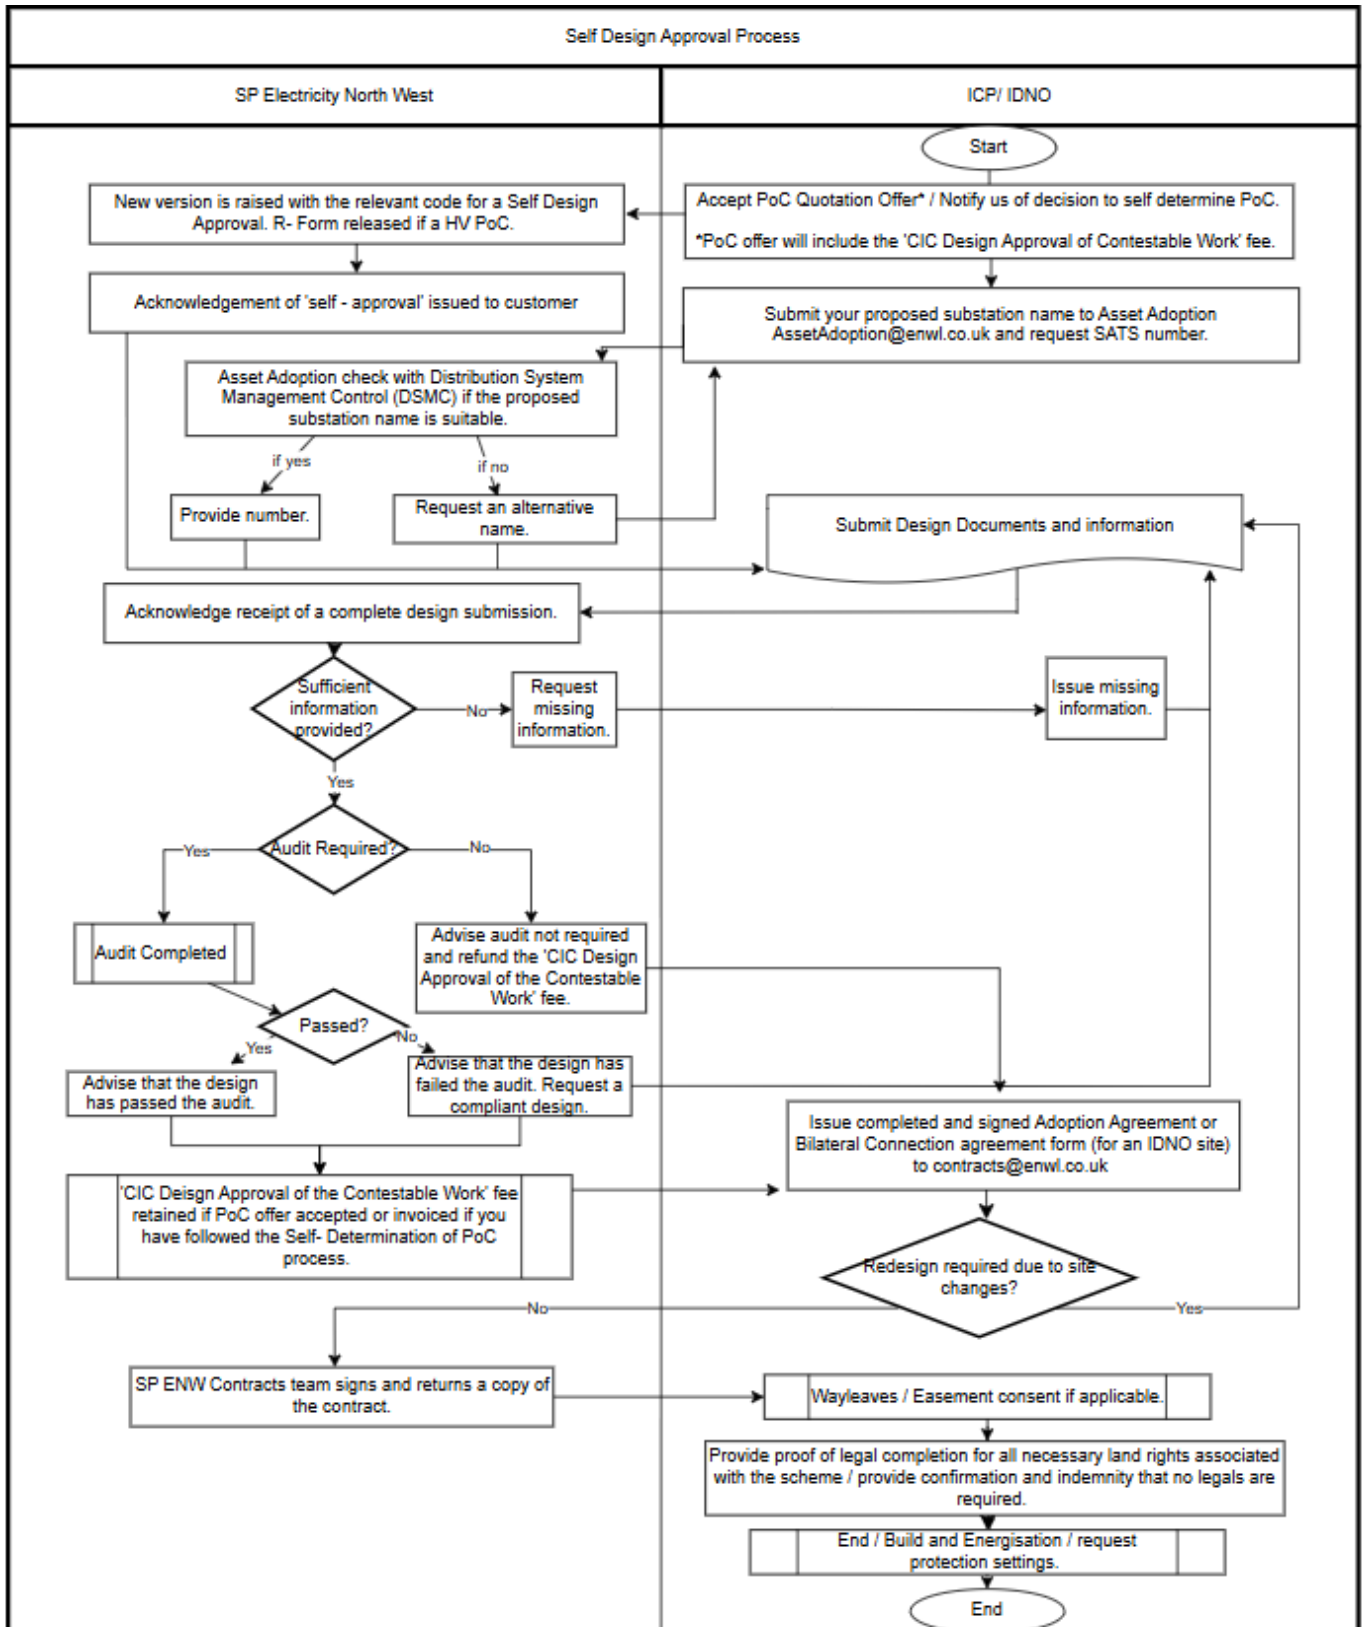 Self Design Approval Process
SP Electricity North West
ICP/ IDNO
Start
New version is raised with the relevant code for a Self Design
Approval. R- Form released if a HV PoC.
Accept PoC Quotation Offer* / Notify us of decision to self determine PoC.
*PoC offer will include the 'CIC Design Approval of Contestable Work' fee.
Acknowledgement of 'self - approval' issued to customer
Submit your proposed substation name to Asset Adoption
AssetAdoption@enwl.co.uk and request SATS number.
Asset Adoption check with Distribution System
Management Control (DSMC) if the proposed
substation name is suitable.
if yes
if no
Provide number.
Request an alternative
name.
Submit Design Documents and information
Acknowledge receipt of a complete design submission.
Sufficient
information
provided?
No
Request
missing
information.
Issue missing
information.
Yes
Audit Required?
Yes
No
Audit Completed
Advise audit not required
and refund the 'CIC Design
Approval of the Contestable
Work' fee.
Passed?
Yes
No
Advise that the design
has passed the audit.
Advise that the design has
failed the audit. Request a
compliant design.
Issue completed and signed Adoption Agreement or
Bilateral Connection agreement form (for an IDNO site)
to contracts@enwl.co.uk
'CIC Deisgn Approval of the Contestable Work' fee
retained if PoC offer accepted or invoiced if you
have followed the Self- Determination of PoC
process.
Redesign required due to site
changes?
No
Yes
SP ENW Contracts team signs and returns a copy of
the contract.
Wayleaves / Easement consent if applicable.
Provide proof of legal completion for all necessary land rights associated
with the scheme / provide confirmation and indemnity that no legals are
required.
End / Build and Energisation / request
protection settings.
End